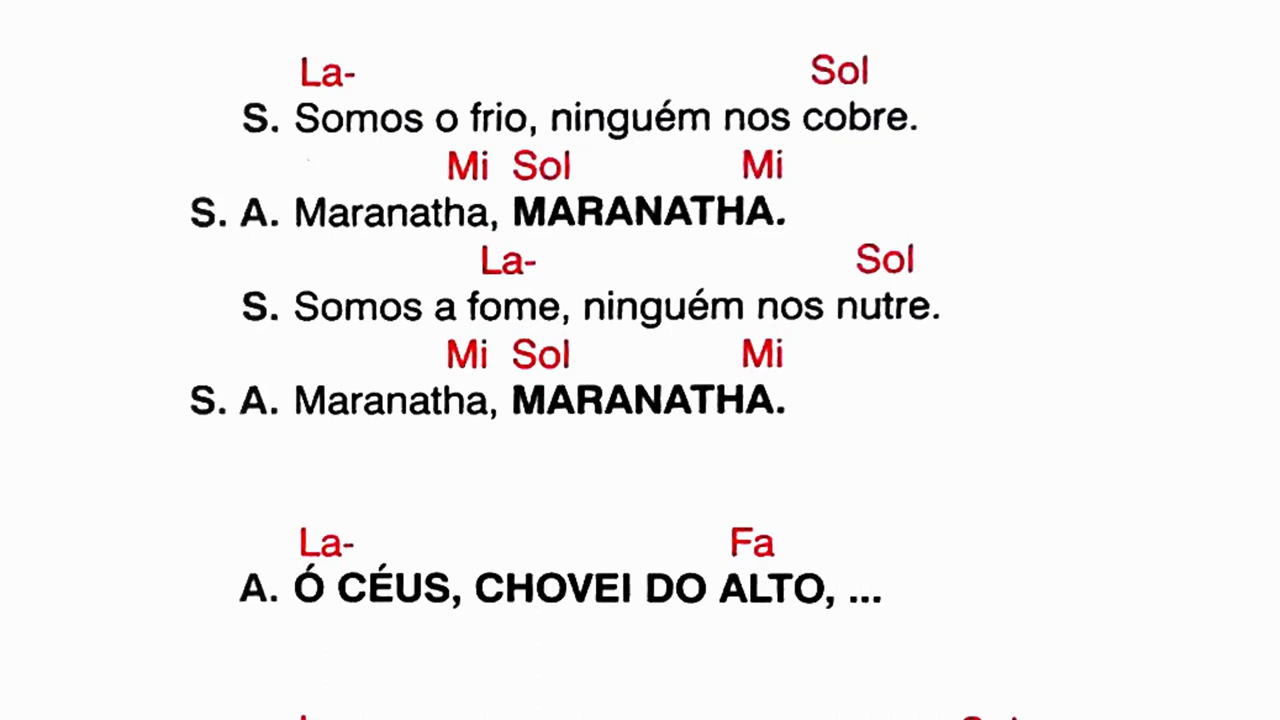 La- Sol
S. Somos o frio, ninguém nos cobre.
Mi Sol Mi
S. A. Maranatha, MARANATHA.
La- Sol
S. Somos a fome, ninguém nos nutre.
Mi Sol Mi
S. A. Maranatha, MARANATHA.
La- Fa
A. Ó CÉUS, CHOVEI DO ALTO, ...